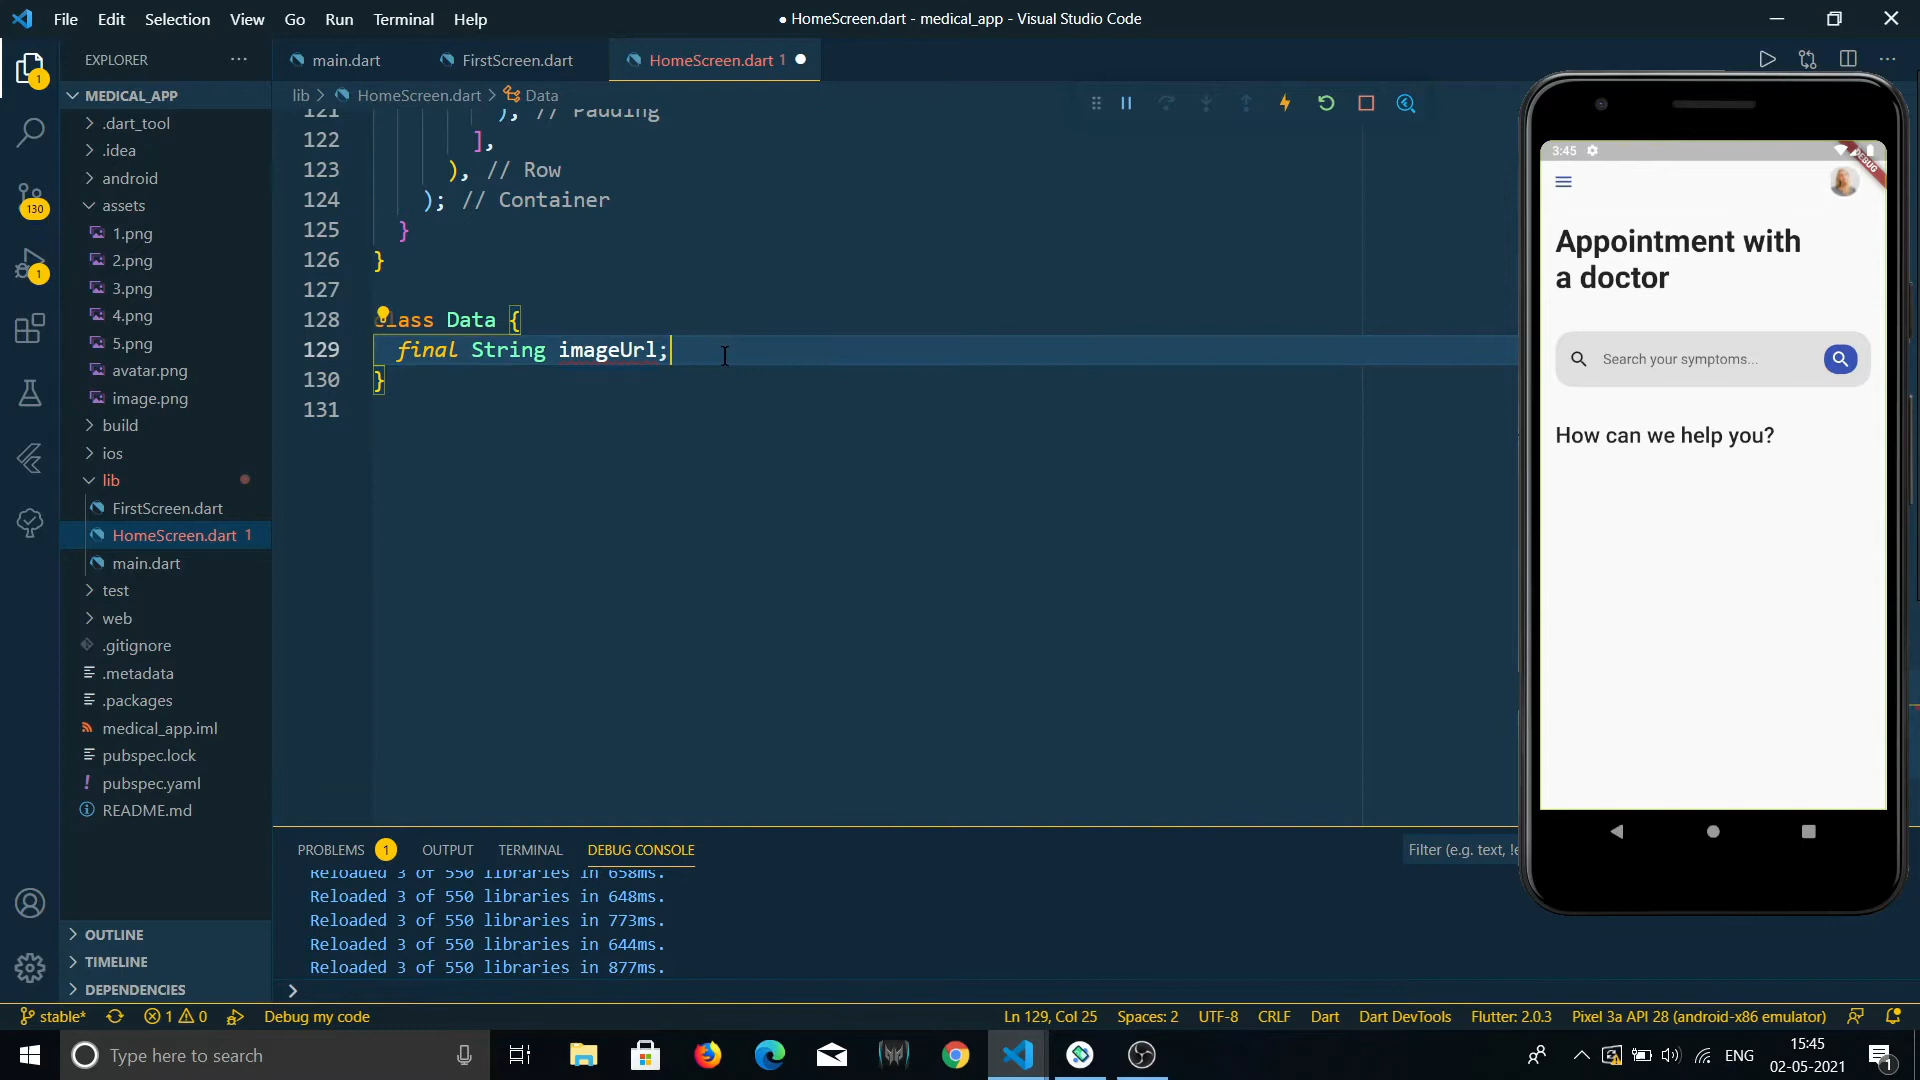 File Edit Selection View Go Run Terminal Help
● HomeScreen.dart - medical_app - Visual Studio Code
EXPLORER
main.dart
FirstScreen.dart
HomeScreen.dart 1
lib > HomeScreen.dart > Data
MEDICAL_APP
.dart_tool
.idea
android
assets
1.png
2.png
3.png
4.png
5.png
avatar.png
image.png
build
ios
lib
FirstScreen.dart
HomeScreen.dart 1
main.dart
test
web
.gitignore
.metadata
.packages
medical_app.iml
pubspec.lock
pubspec.yaml
README.md
OUTLINE
TIMELINE
DEPENDENCIES
1
130
1
121 ), // Padding
122 ],
123 ), // Row
124 ); // Container
125 }
126 }
127
128 class Data {
129 final String imageUrl;
130 }
131
PROBLEMS 1 OUTPUT TERMINAL DEBUG CONSOLE
Filter (e.g. text, !e
Reloaded 3 of 550 libraries in 658ms.
Reloaded 3 of 550 libraries in 648ms.
Reloaded 3 of 550 libraries in 773ms.
Reloaded 3 of 550 libraries in 644ms.
Reloaded 3 of 550 libraries in 877ms.
3:45
DEBUG
Appointment with
a doctor
Search your symptoms...
How can we help you?
stable* 1 0 Debug my code
Ln 129, Col 25 Spaces: 2 UTF-8 CRLF Dart Dart DevTools Flutter: 2.0.3 Pixel 3a API 28 (android-x86 emulator)
Type here to search
ENG
15:45
02-05-2021
1